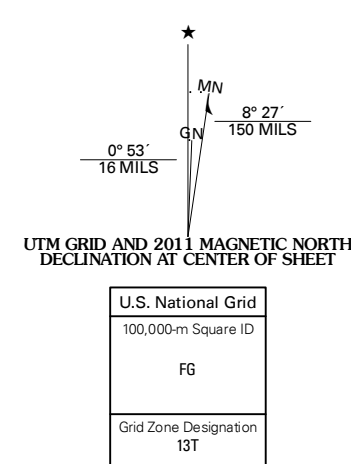 ★
MN
8° 27´
150 MILS
GN
0° 53´
16 MILS
UTM GRID AND 2011 MAGNETIC NORTH
DECLINATION AT CENTER OF SHEET
U.S. National Grid
100,000-m Square ID
FG
Grid Zone Designation
13T